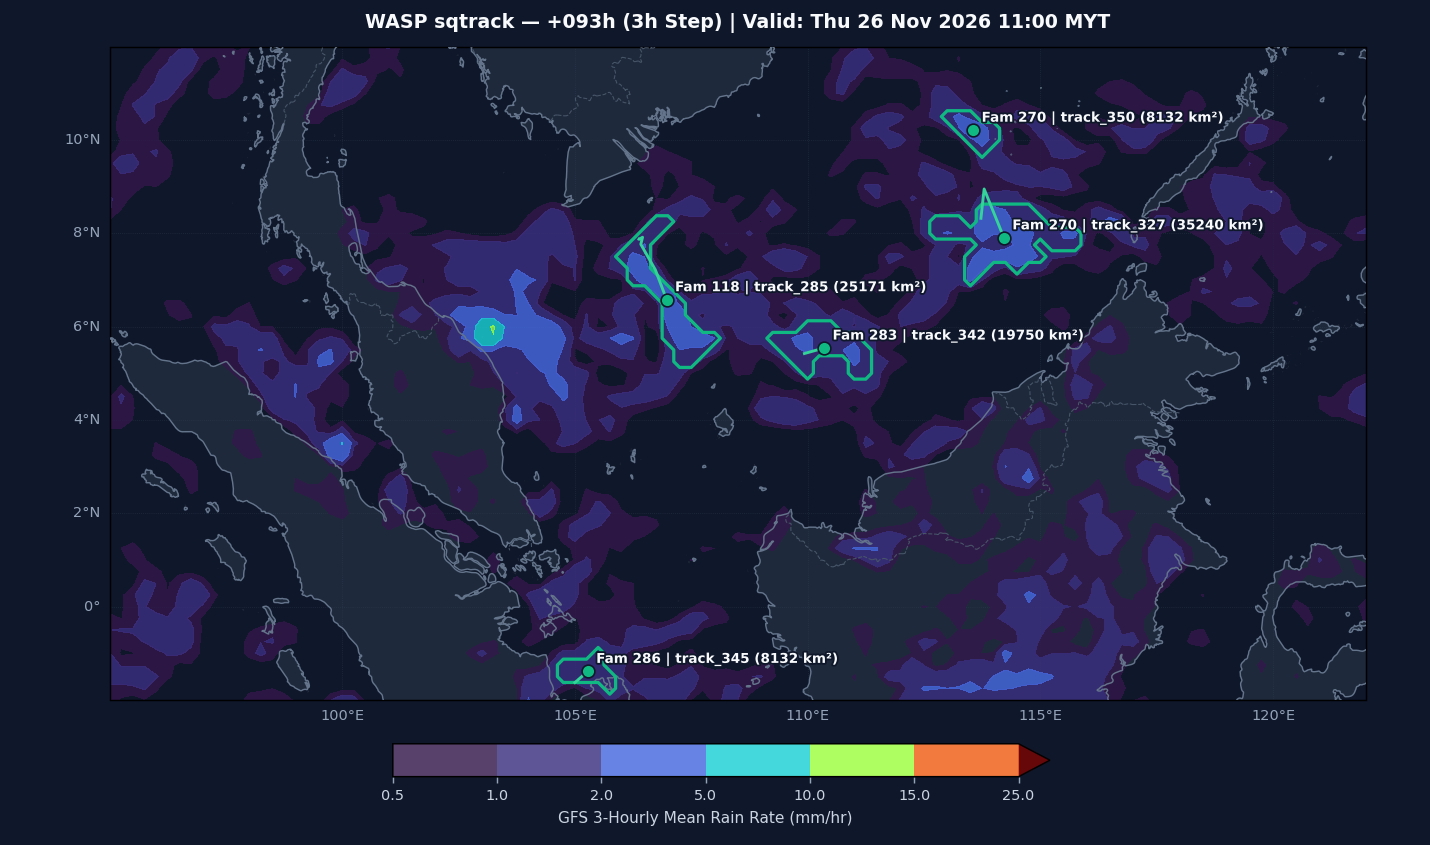 WASP sqtrack — +093h (3h Step) | Valid: Thu 26 Nov 2026 11:00 MYT
10°N
8°N
6°N
4°N
2°N
0°
Fam 270 | track_350 (8132 km²)
Fam 270 | track_327 (35240 km²)
Fam 118 | track_285 (25171 km²)
Fam 283 | track_342 (19750 km²)
Fam 286 | track_345 (8132 km²)
100°E 105°E 110°E 115°E 120°E
0.5 1.0 2.0 5.0 10.0 15.0 25.0
GFS 3-Hourly Mean Rain Rate (mm/hr)